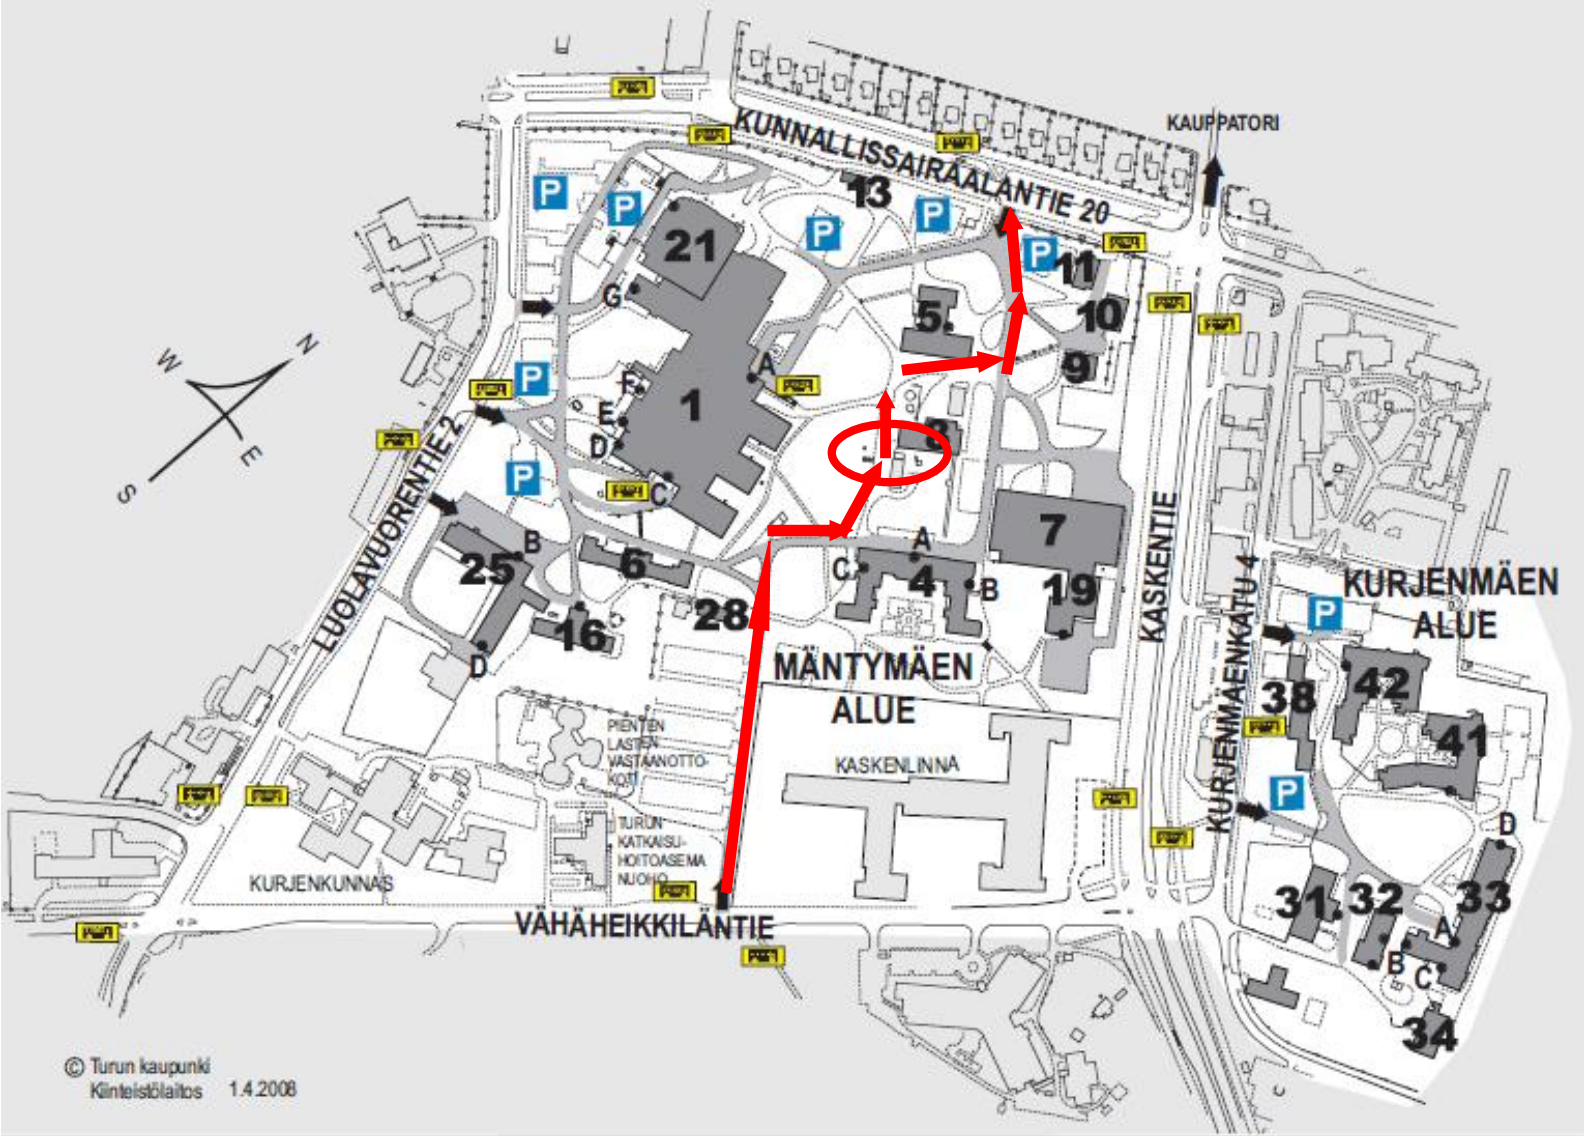 KAUPPATORI
KUNNALLISSAIRAALANTIE 20
13
P
P
P
P
P
21
11
G
5
10
N
W
A
9
P
F
1
E
8
D
E
S
C
P
LUOLAVUORENTIE 2
B
25
6
A
C
4
B
7
19
28
16
D
KASKENTIE
KURJENMÄENKATU 4
KURJENMÄEN
ALUE
P
MÄNTYMÄEN
ALUE
42
38
41
PIENTEN
LASTEN
VASTAANOTTO-
KOTI
KASKENLINNA
P
TURUN
KATKAISU-
HOITOASEMA
NUOHO
KURJENKUNNAS
VÄHÄHEIKKILÄNTIE
D
31
32
33
A
B
C
34
© Turun kaupunki
Kiinteistölaitos 1.4.2008